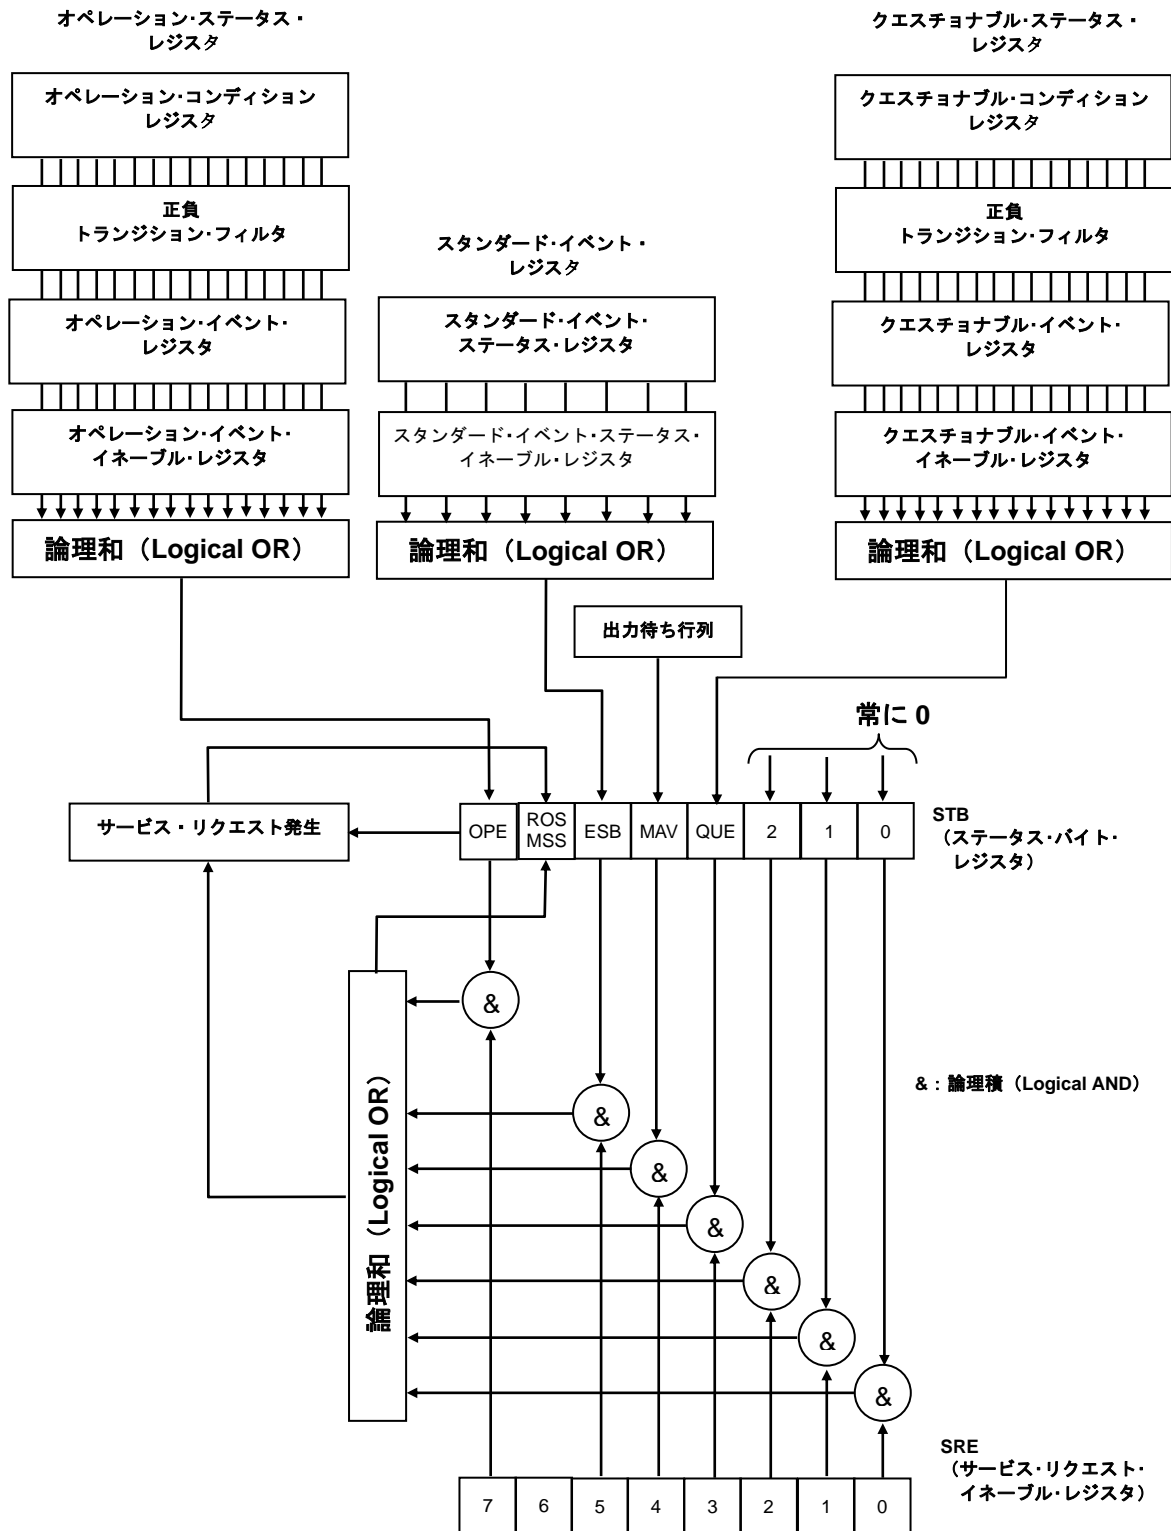 オペレーション・ステータス・
レジスタ
オペレーション・コンディション
レジスタ
正負
トランジション・フィルタ
オペレーション・イベント・
レジスタ
オペレーション・イベント・
イネーブル・レジスタ
論理和（Logical OR）
スタンダード・イベント・
レジスタ
スタンダード・イベント・
ステータス・レジスタ
スタンダード・イベント・ステータス・
イネーブル・レジスタ
論理和（Logical OR）
クエスチョナブル・ステータス・
レジスタ
クエスチョナブル・コンディション
レジスタ
正負
トランジション・フィルタ
クエスチョナブル・イベント・
レジスタ
クエスチョナブル・イベント・
イネーブル・レジスタ
論理和（Logical OR）
出力待ち行列
常に 0
サービス・リクエスト発生
OPE
ROS
MSS
ESB
MAV
QUE
2
1
0
STB
（ステータス・バイト・
レジスタ）
&
&
&
&
&
&
&
論理和（Logical OR）
&：論理積（Logical AND）
SRE
（サービス・リクエスト・
イネーブル・レジスタ）
7
6
5
4
3
2
1
0